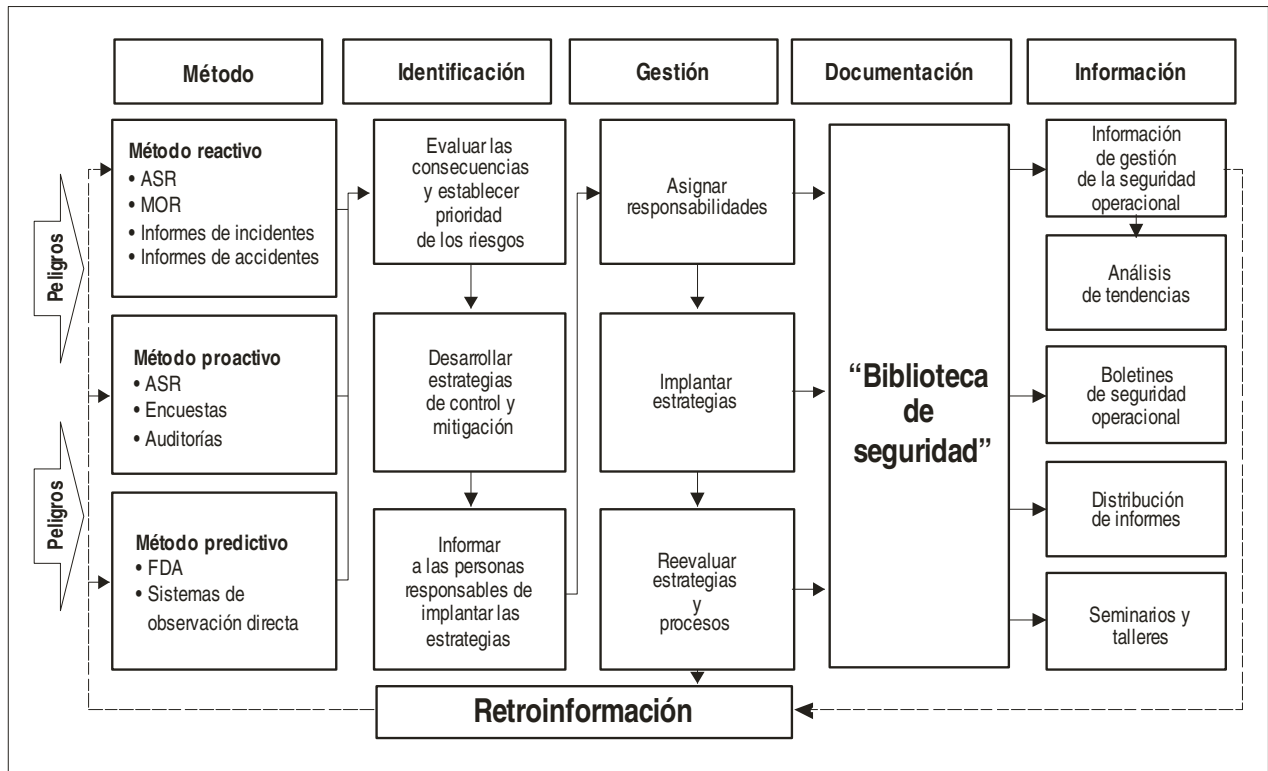 Método
Identificación
Gestión
Documentación
Información
Peligros
Peligros
Método reactivo
• ASR
• MOR
• Informes de incidentes
• Informes de accidentes
Método proactivo
• ASR
• Encuestas
• Auditorías
Método predictivo
• FDA
• Sistemas de
observación directa
Evaluar las
consecuencias
y establecer
prioridad
de los riesgos
Desarrollar
estrategias
de control y
mitigación
Informar
a las personas
responsables de
implantar las
estrategias
Asignar
responsabilidades
Implantar
estrategias
Reevaluar
estrategias
y
procesos
“Biblioteca
de
seguridad”
Información
de gestión
de la seguridad
operacional
Análisis
de tendencias
Boletines
de seguridad
operacional
Distribución
de informes
Seminarios y
talleres
Retroinformación